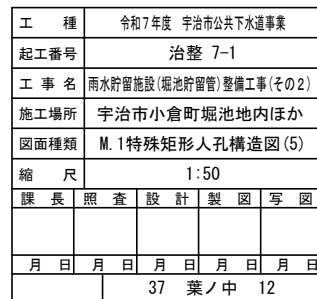 工 種 令和7年度 宇治市公共下水道事業
起工番号 治整 7-1
工 事 名 雨水貯留施設(堀池貯留管)整備工事(その2)
施工場所 宇治市小倉町堀池地内ほか
図面種類 M.1特殊矩形人孔構造図(5)
縮 尺 1:50
課 長 照 査 設 計 製 図 写 図
月 日 月 日 月 日 月 日 月 日
37 葉ノ中 12